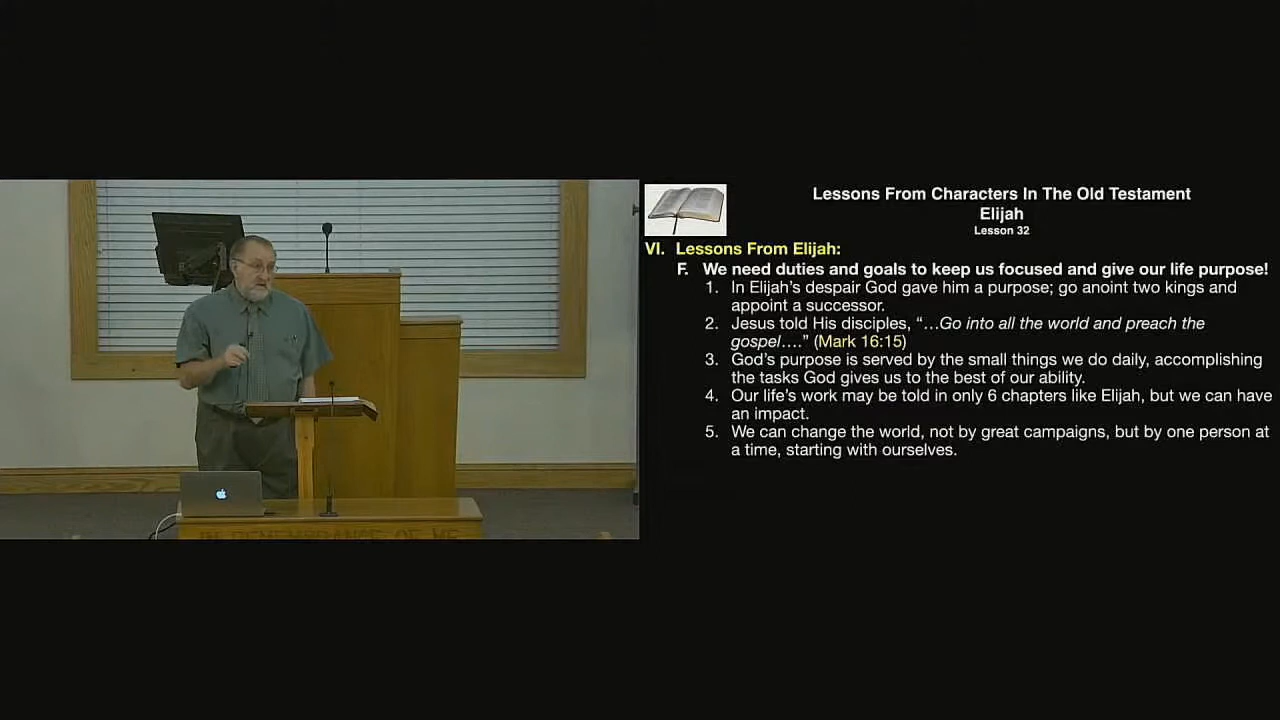 Lessons From Characters In The Old Testament
Elijah
Lesson 32
VI. Lessons From Elijah:
F. We need duties and goals to keep us focused and give our life purpose!
1. In Elijah's despair God gave him a purpose; go anoint two kings and
appoint a successor.
2. Jesus told His disciples, “…Go into all the world and preach the
gospel….” (Mark 16:15)
3. God's purpose is served by the small things we do daily, accomplishing
the tasks God gives us to the best of our ability.
4. Our life's work may be told in only 6 chapters like Elijah, but we can have
an impact.
5. We can change the world, not by great campaigns, but by one person at
a time, starting with ourselves.
IN REMEMBRANCE OF ME